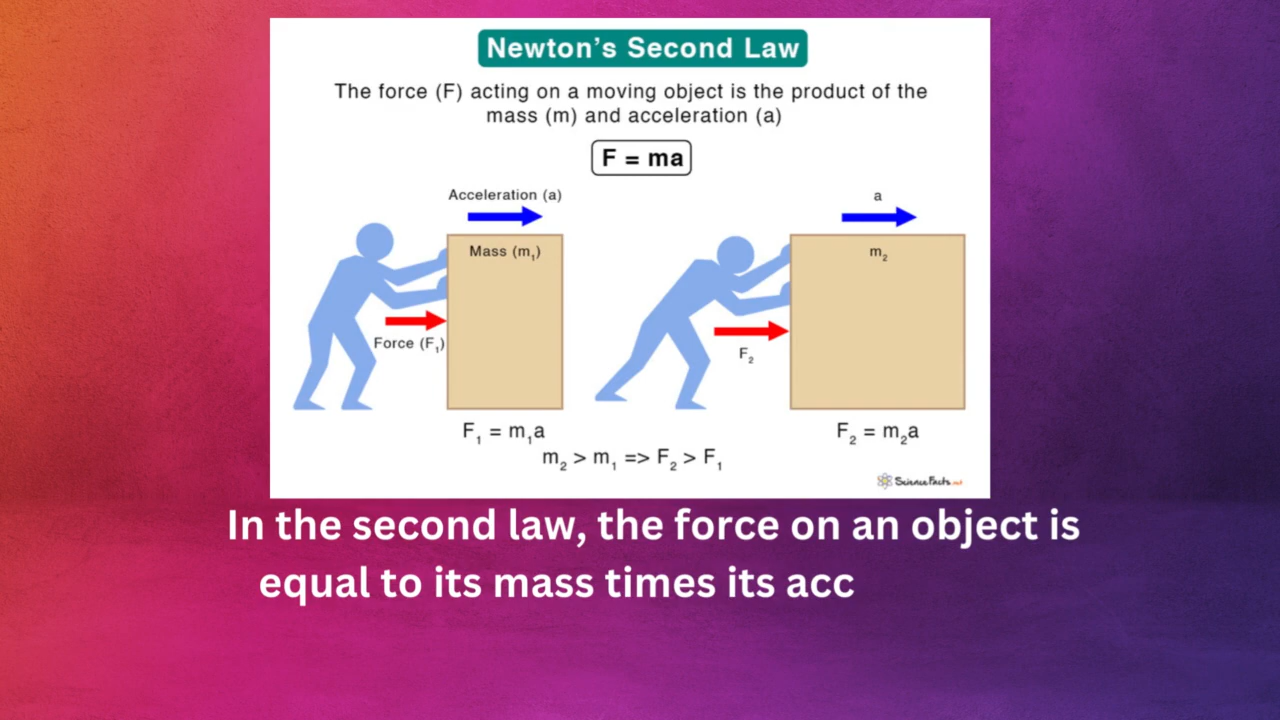 Newton's Second Law
The force (F) acting on a moving object is the product of the
mass (m) and acceleration (a)
F = ma
Acceleration (a)
a
Mass (m₁)
m₂
Force (F₁)
F₂
F₁ = m₁a
F₂ = m₂a
m₂ > m₁ => F₂ > F₁
ScienceFacts.net
In the second law, the force on an object is
equal to its mass times its acc